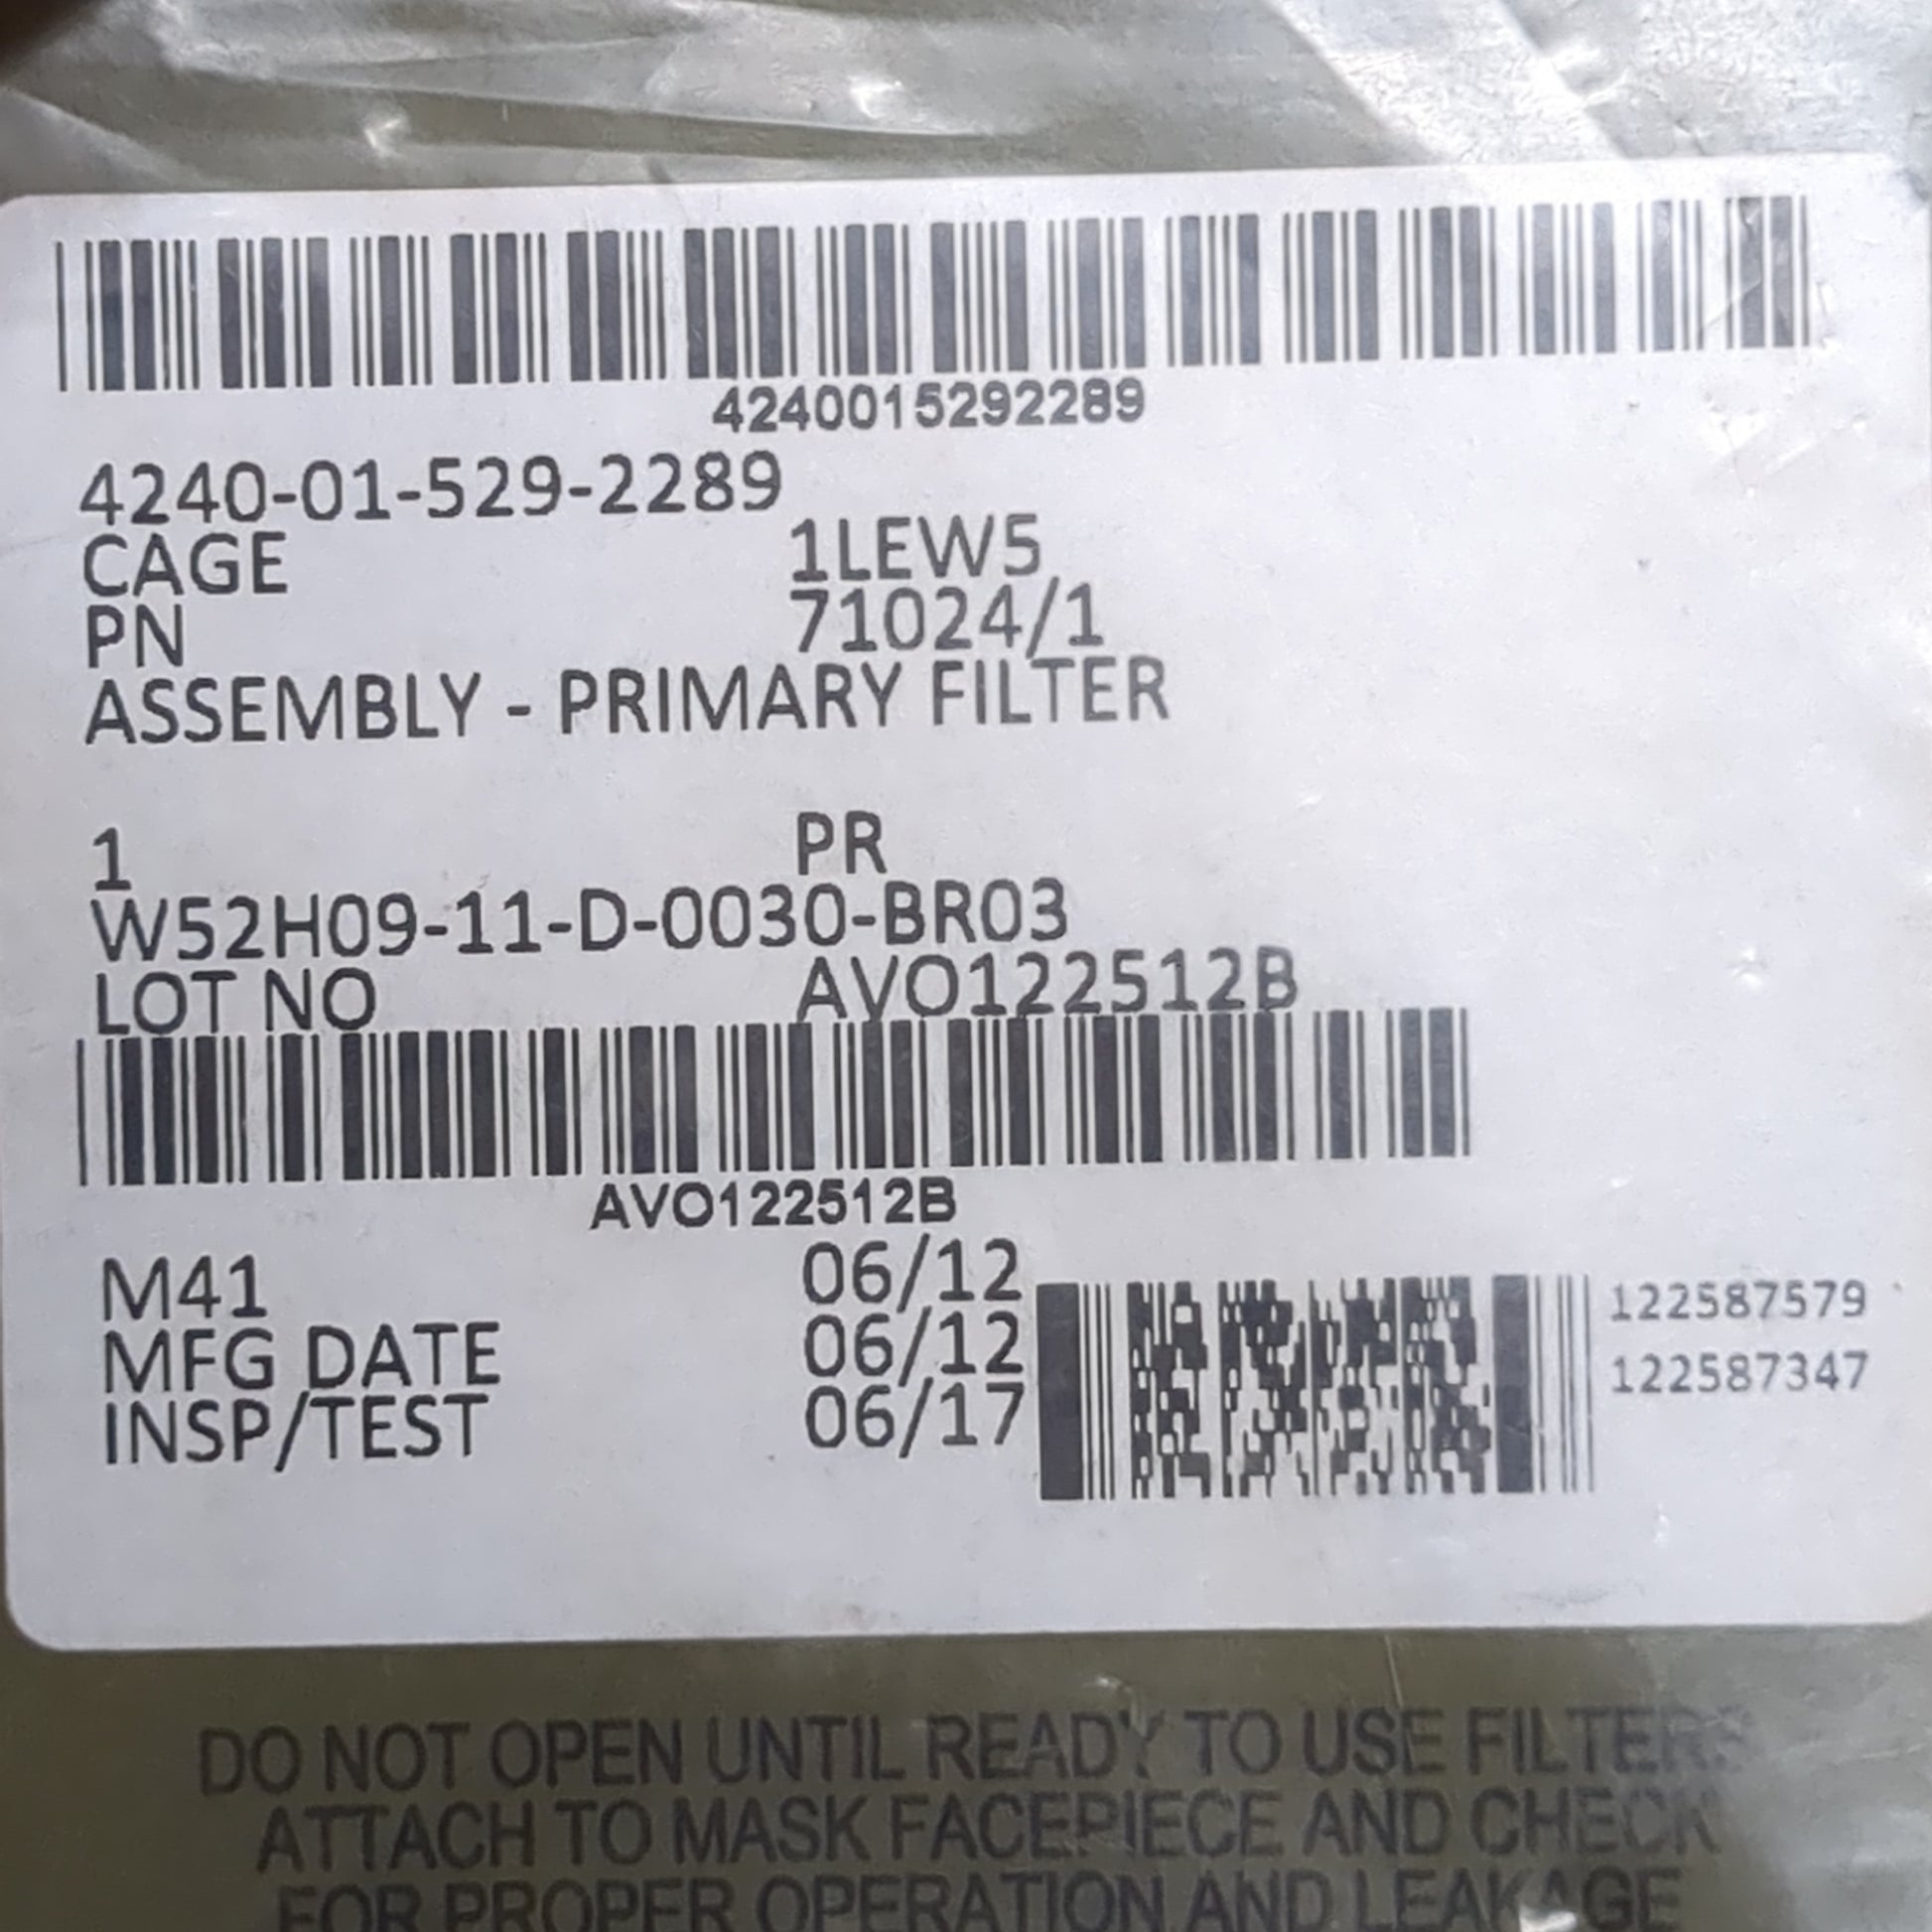 4240015292289
4240-01-529-2289
CAGE 1LEW5
PN 71024/1
ASSEMBLY - PRIMARY FILTER
1 PR
W52H09-11-D-0030-BR03
LOT NO AVO122512B
AVO122512B
M41 06/12
MFG DATE 06/12
INSP/TEST 06/17
122587579
122587347
DO NOT OPEN UNTIL READY TO USE FILTERS
ATTACH TO MASK FACEPIECE AND CHECK
FOR PROPER OPERATION AND LEAKAGE